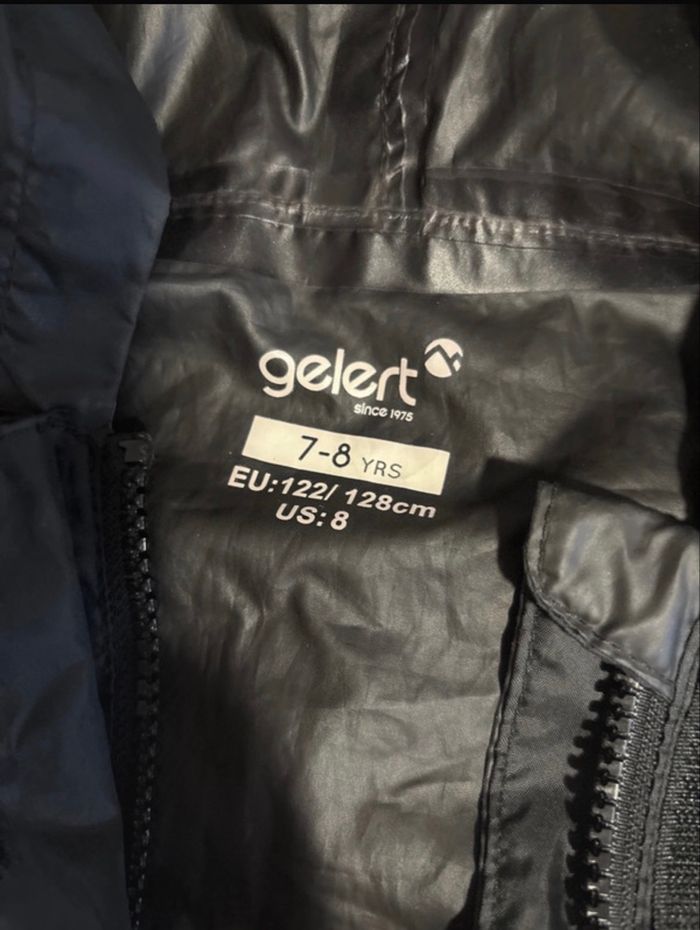 gelert
since 1975
7-8 YRS
EU:122/ 128cm
US: 8